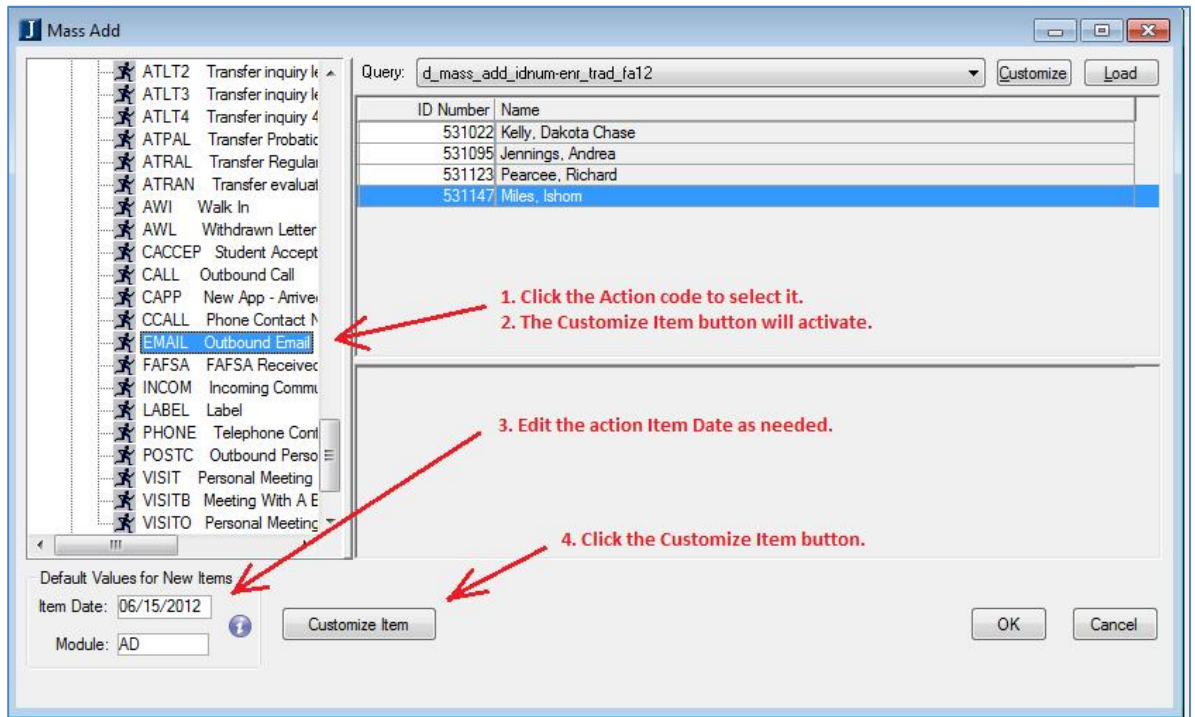 Mass Add
ATLT2 Transfer inquiry le
ATLT3 Transfer inquiry le
ATLT4 Transfer inquiry 4
ATPAL Transfer Probatic
ATRAL Transfer Regular
ATRAN Transfer evaluat
AWI Walk In
AWL Withdrawn Letter
CACCEP Student Accept
CALL Outbound Call
CAPP New App - Arrive
CCALL Phone Contact N
EMAIL Outbound Email
FAFSA FAFSA Received
INCOM Incoming Commu
LABEL Label
PHONE Telephone Cont
POSTC Outbound Perso
VISIT Personal Meeting
VISITB Meeting With A E
VISITO Personal Meeting
Query: d_mass_add_idnum-enr_trad_fa12 Customize Load
ID Number Name
531022 Kelly, Dakota Chase
531095 Jennings, Andrea
531123 Pearcee, Richard
531147 Miles, Ishom
1. Click the Action code to select it.
2. The Customize Item button will activate.
3. Edit the action Item Date as needed.
4. Click the Customize Item button.
Default Values for New Items
Item Date: 06/15/2012
Module: AD
Customize Item
OK Cancel